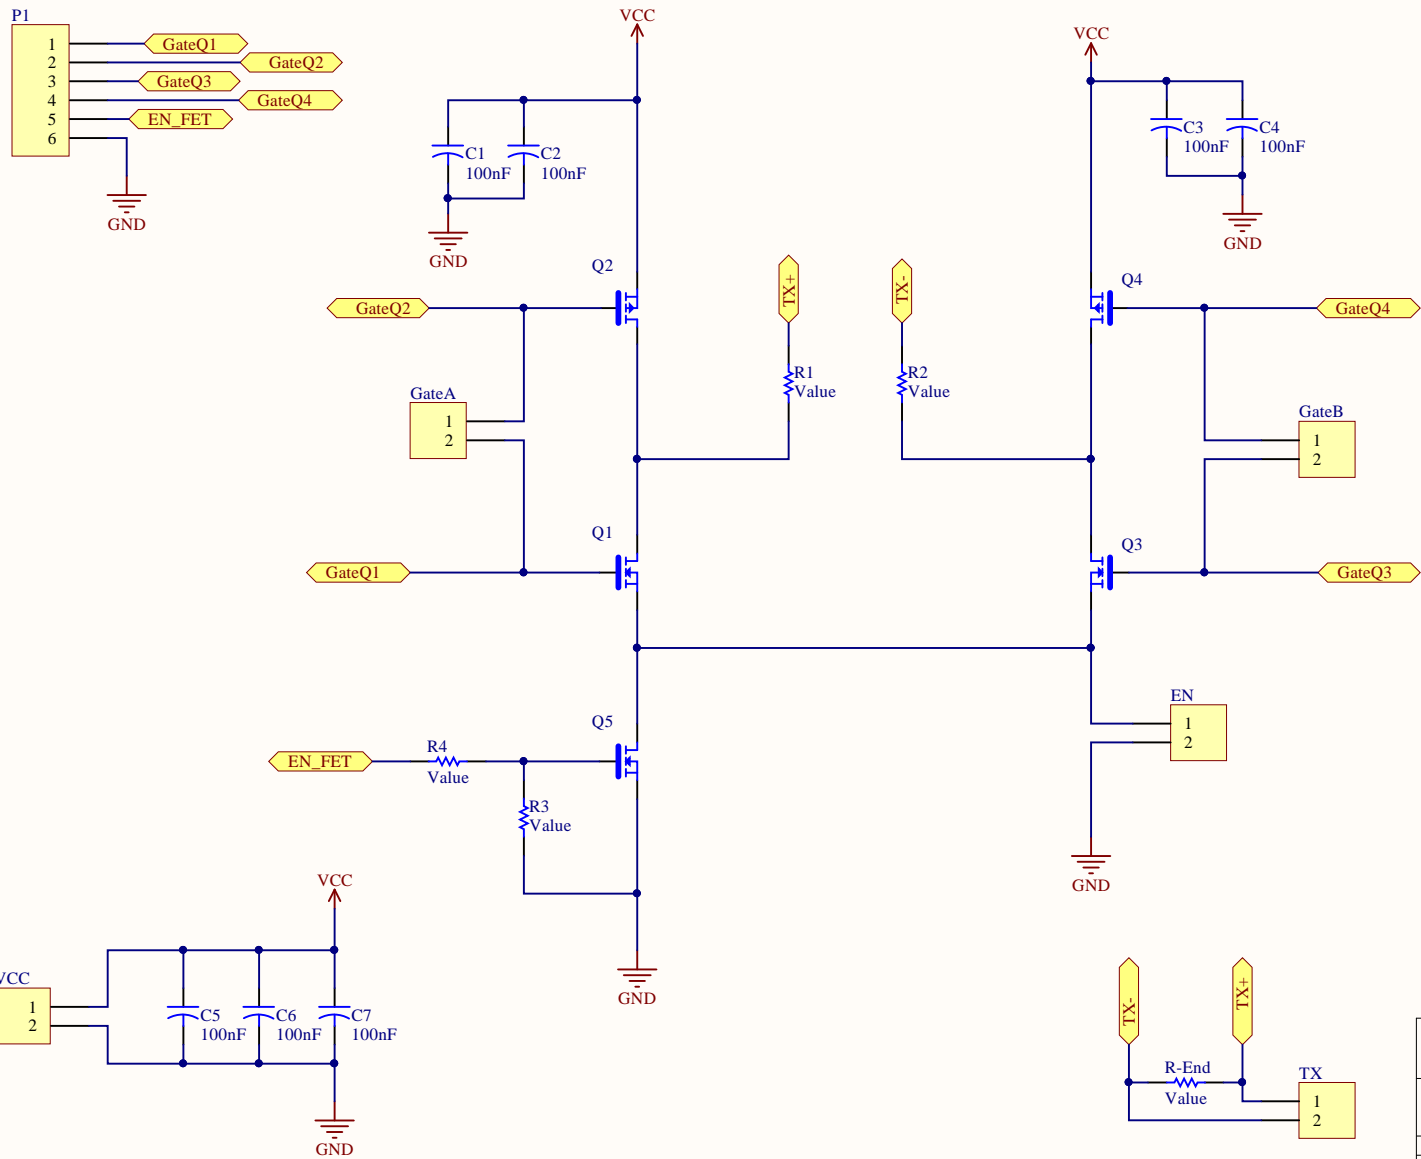 P1
1 GateQ1
2 GateQ2
3 GateQ3
4 GateQ4
5 EN_FET
6
GND
VCC
C1
100nF
C2
100nF
GND
VCC
C3
100nF
C4
100nF
GND
Q2
GateQ2
TX+
TX-
Q4
GateQ4
R1
Value
R2
Value
GateA
1
2
GateB
1
2
Q1
GateQ1
Q3
GateQ3
Q5
EN_FET
R4
Value
R3
Value
GND
EN
1
2
GND
VCC
VCC
1
2
C5
100nF
C6
100nF
C7
100nF
GND
TX-
TX+
R-End
Value
TX
1
2